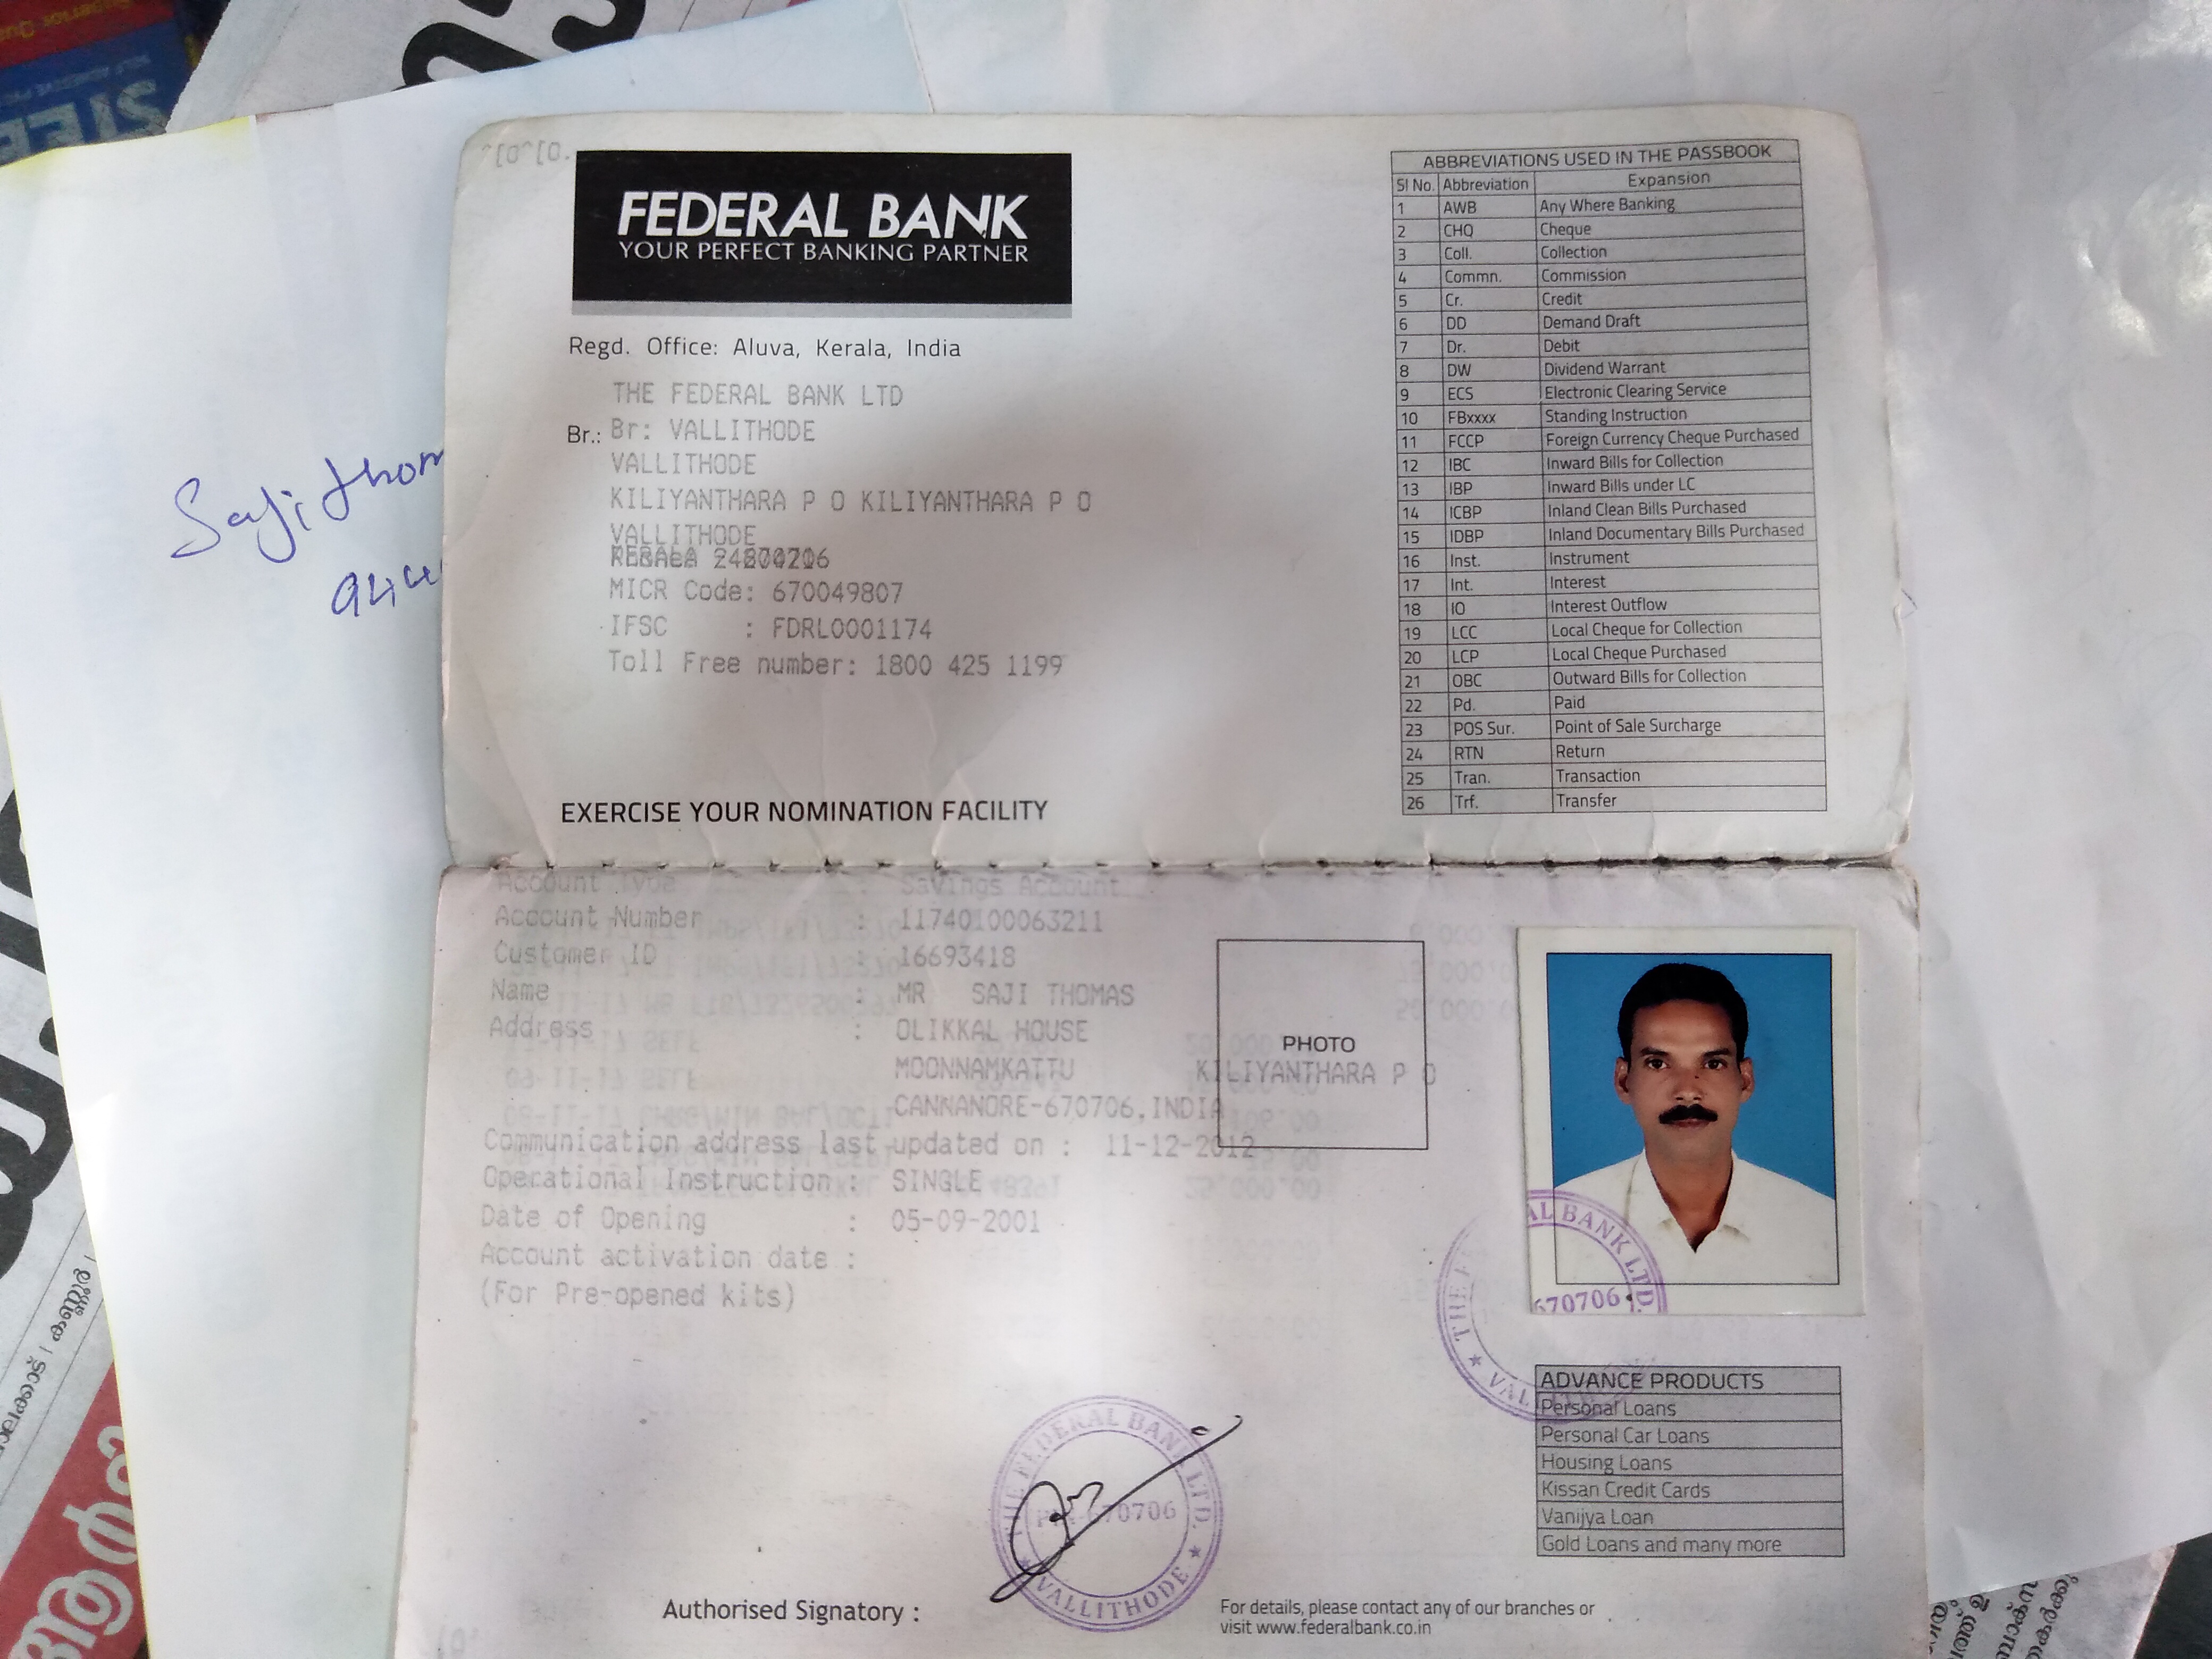 FEDERAL BANK
YOUR PERFECT BANKING PARTNER
Regd. Office: Aluva, Kerala, India
THE FEDERAL BANK LTD
Br.: Br: VALLITHODE
VALLITHODE
KILIYANTHARA P O KILIYANTHARA P O
VALLITHODE
MICR Code: 670049807
IFSC : FDRL0001174
Toll Free number: 1800 425 1199
EXERCISE YOUR NOMINATION FACILITY
ABBREVIATIONS USED IN THE PASSBOOK
Sl No. Abbreviation Expansion
1 AWB Any Where Banking
2 CHQ Cheque
3 Coll. Collection
4 Commn. Commission
5 Cr. Credit
6 DD Demand Draft
7 Dr. Debit
8 DW Dividend Warrant
9 ECS Electronic Clearing Service
10 FBxxxx Standing Instruction
11 FCCP Foreign Currency Cheque Purchased
12 IBC Inward Bills for Collection
13 IBP Inward Bills under LC
14 ICBP Inland Clean Bills Purchased
15 IDBP Inland Documentary Bills Purchased
16 Inst. Instrument
17 Int. Interest
18 IO Interest Outflow
19 LCC Local Cheque for Collection
20 LCP Local Cheque Purchased
21 OBC Outward Bills for Collection
22 Pd. Paid
23 POS Sur. Point of Sale Surcharge
24 RTN Return
25 Tran. Transaction
26 Trf. Transfer
Saji Thom
Account Type : Savings Account
Account Number : 11740100063211
Customer ID : 16693418
Name : MR SAJI THOMAS
Address : OLIKKAL HOUSE
MOONNAMKATTU KILIYANTHARA P O
CANNANORE-670706,INDIA
Communication address last updated on : 11-12-2012
Operational Instruction : SINGLE
Date of Opening : 05-09-2001
Account activation date :
(For Pre-opened kits)
PHOTO
AL BANK LTD.
670706
THE F
VAL
ADVANCE PRODUCTS
Personal Loans
Personal Car Loans
Housing Loans
Kissan Credit Cards
Vanijya Loan
Gold Loans and many more
THE FEDERAL BANK LTD.
PIN-670706
VALLITHODE
Authorised Signatory :
For details, please contact any of our branches or
visit www.federalbank.co.in